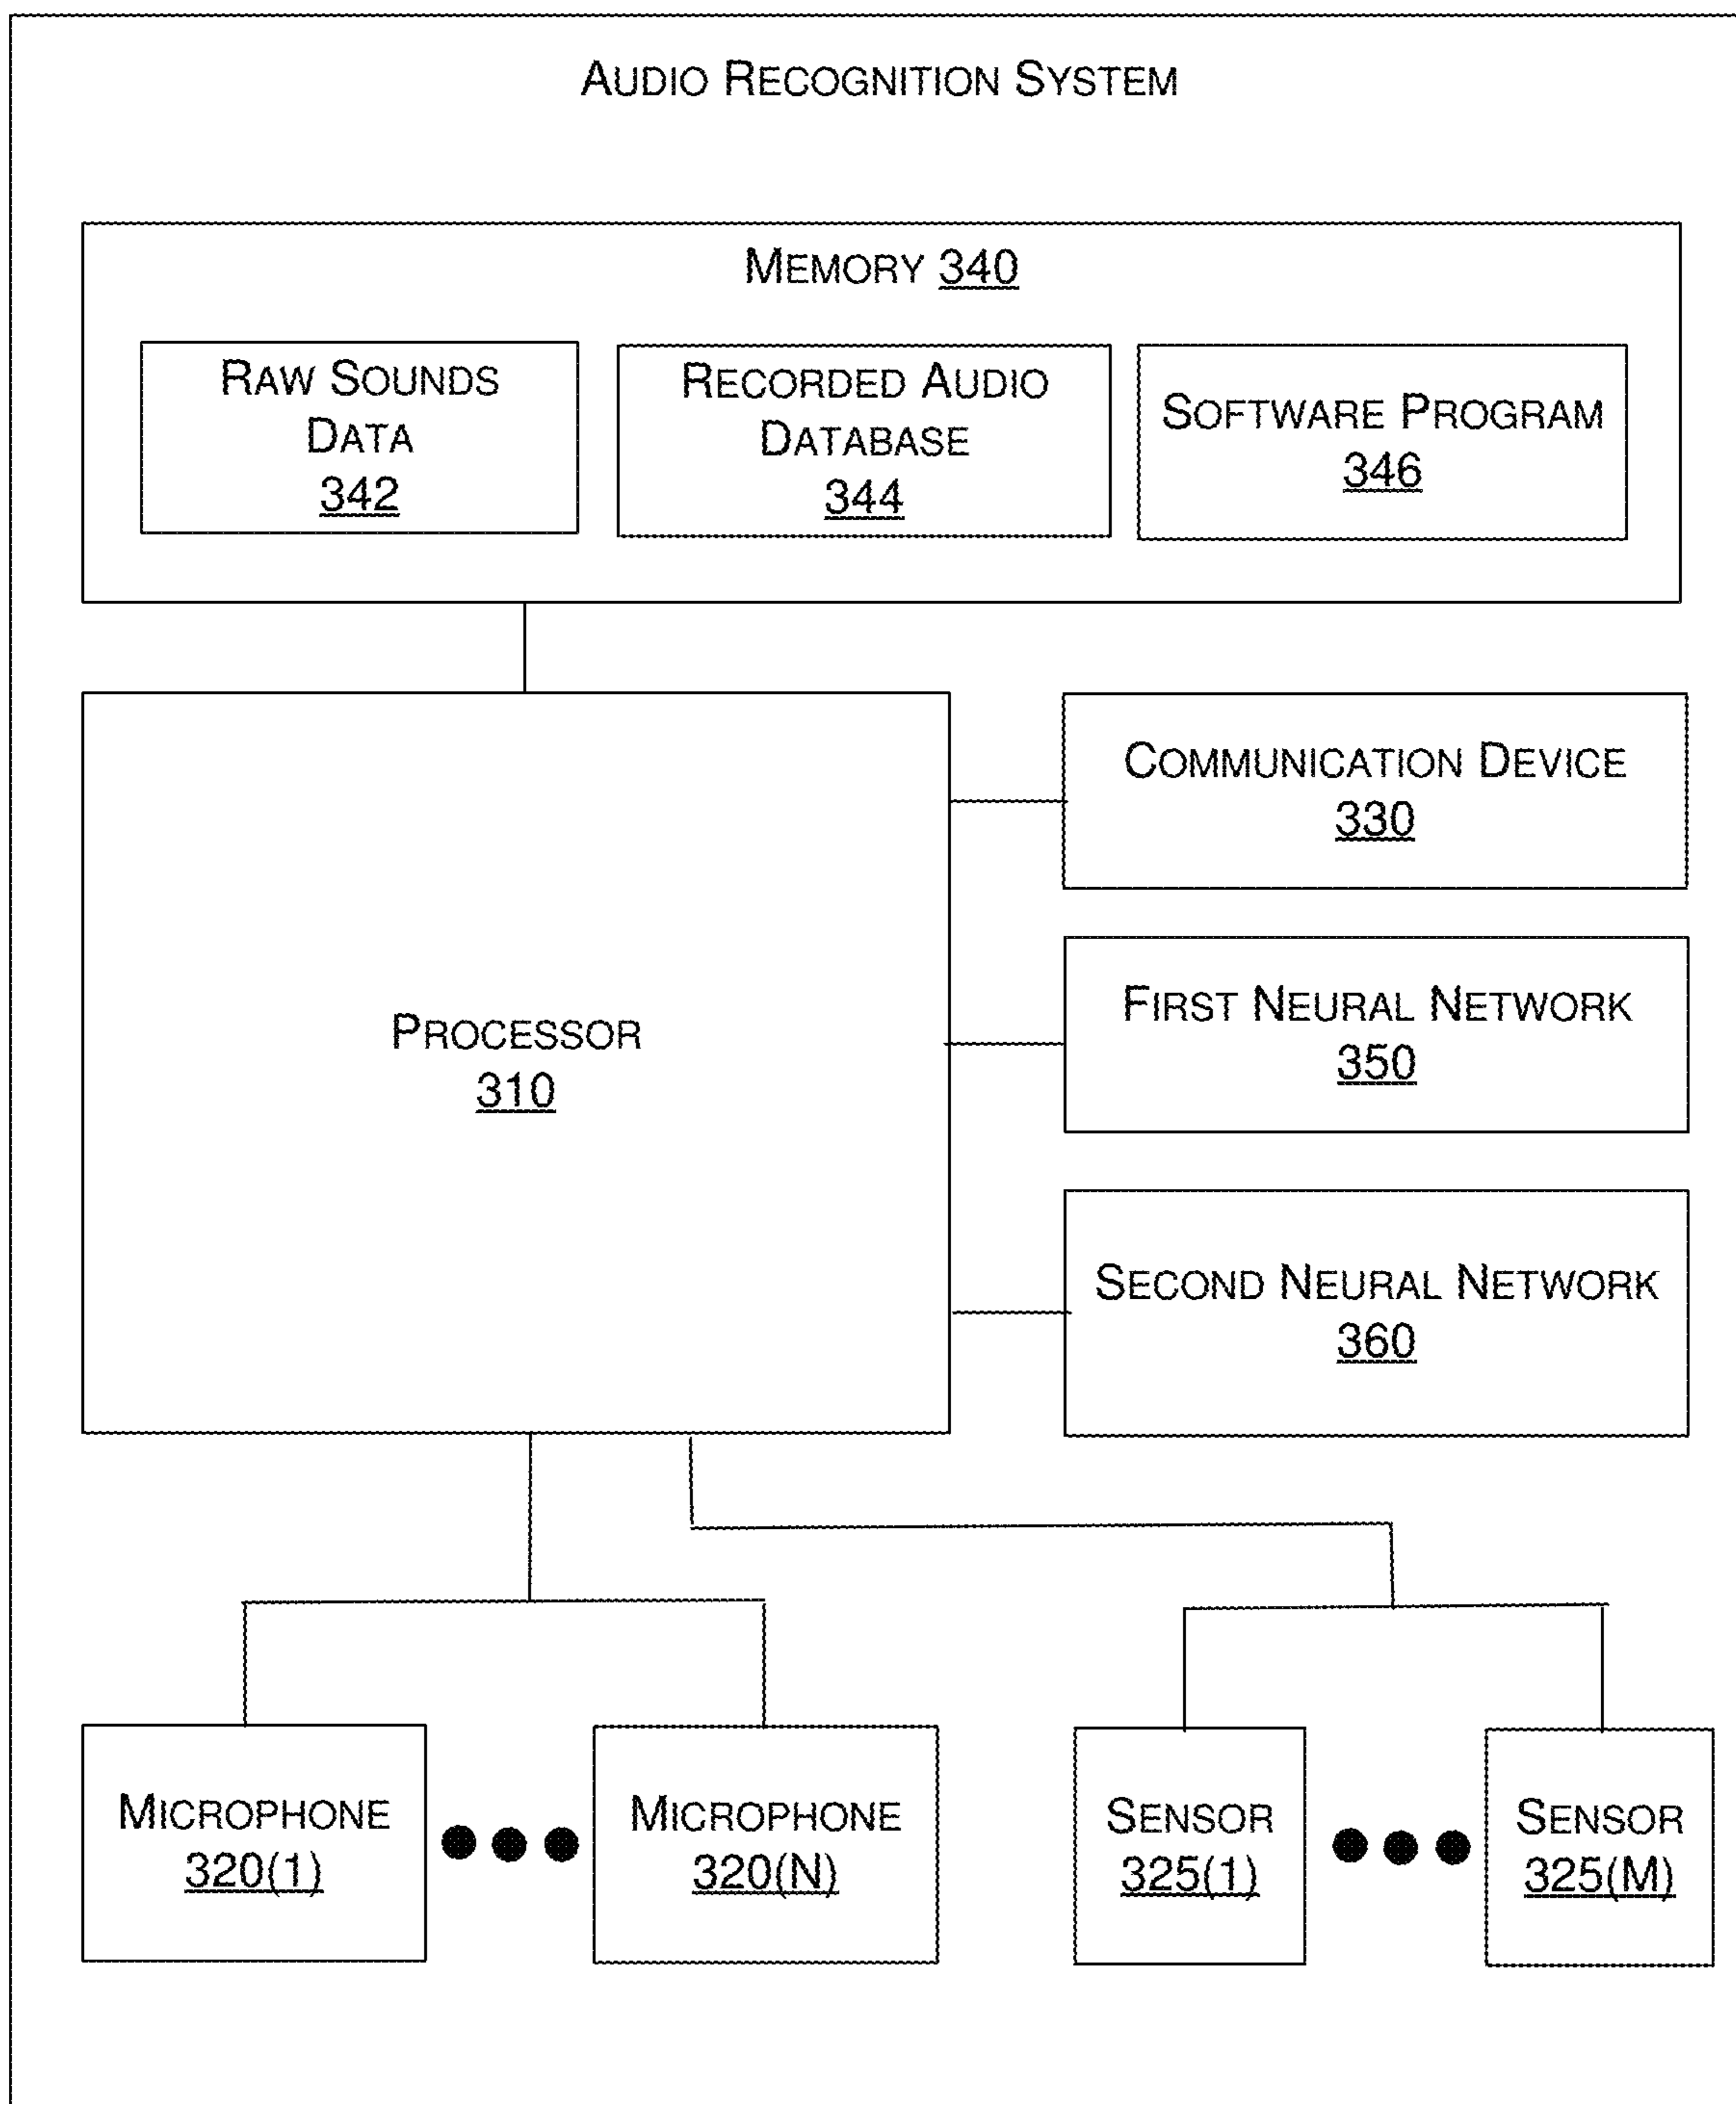 AUDIO RECOGNITION SYSTEM
MEMORY 340
RAW SOUNDS
DATA
342
RECORDED AUDIO
DATABASE
344
SOFTWARE PROGRAM
346
COMMUNICATION DEVICE
330
FIRST NEURAL NETWORK
350
PROCESSOR
310
SECOND NEURAL NETWORK
360
MICROPHONE
320(1)
MICROPHONE
320(N)
SENSOR
325(1)
SENSOR
325(M)